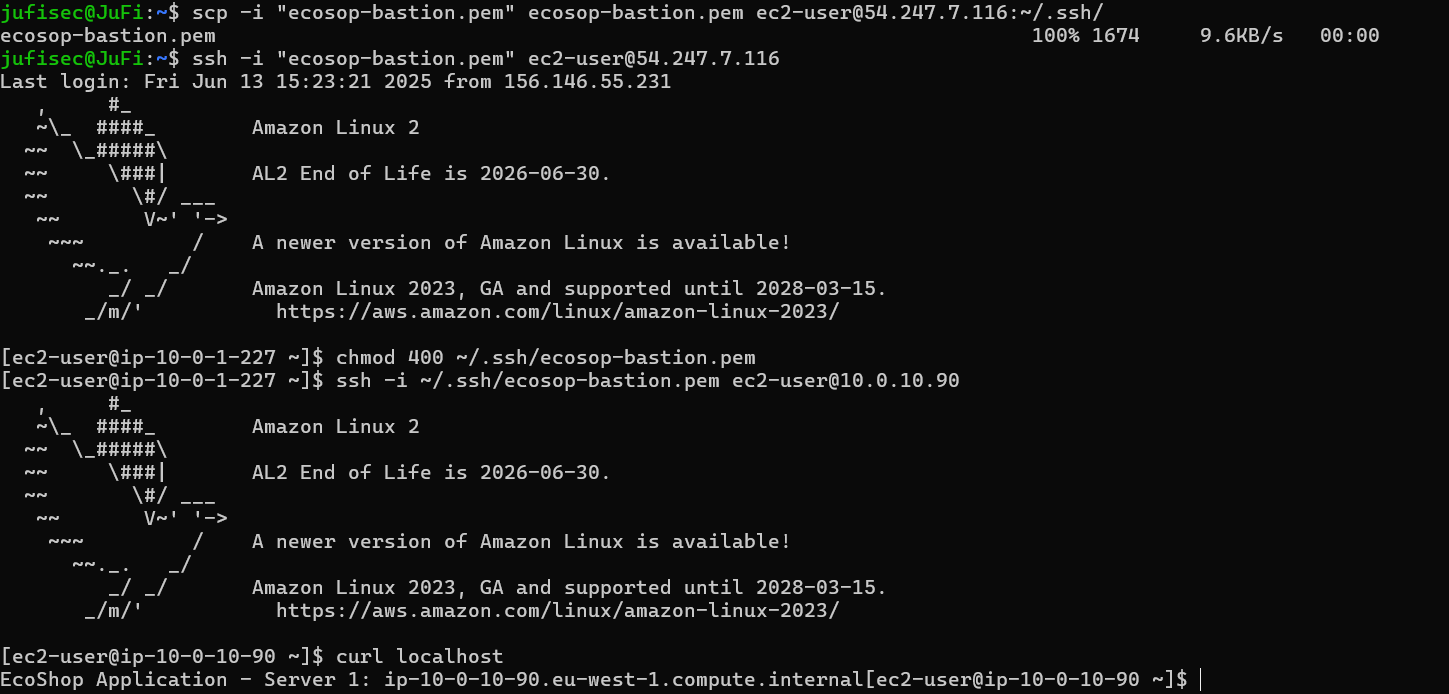 jufisec@JuFi:~$ scp -i "ecosop-bastion.pem" ecosop-bastion.pem ec2-user@54.247.7.116:~/.ssh/
ecosop-bastion.pem                                                                    100% 1674     9.6KB/s   00:00
jufisec@JuFi:~$ ssh -i "ecosop-bastion.pem" ec2-user@54.247.7.116
Last login: Fri Jun 13 15:23:21 2025 from 156.146.55.231
   ,     #_
   ~\_  ####_        Amazon Linux 2
  ~~  \_#####\
  ~~     \###|       AL2 End of Life is 2026-06-30.
  ~~       \#/ ___
   ~~       V~' '->
    ~~~         /    A newer version of Amazon Linux is available!
      ~~._.   _/
         _/ _/       Amazon Linux 2023, GA and supported until 2028-03-15.
       _/m/'           https://aws.amazon.com/linux/amazon-linux-2023/

[ec2-user@ip-10-0-1-227 ~]$ chmod 400 ~/.ssh/ecosop-bastion.pem
[ec2-user@ip-10-0-1-227 ~]$ ssh -i ~/.ssh/ecosop-bastion.pem ec2-user@10.0.10.90
   ,     #_
   ~\_  ####_        Amazon Linux 2
  ~~  \_#####\
  ~~     \###|       AL2 End of Life is 2026-06-30.
  ~~       \#/ ___
   ~~       V~' '->
    ~~~         /    A newer version of Amazon Linux is available!
      ~~._.   _/
         _/ _/       Amazon Linux 2023, GA and supported until 2028-03-15.
       _/m/'           https://aws.amazon.com/linux/amazon-linux-2023/

[ec2-user@ip-10-0-10-90 ~]$ curl localhost
EcoShop Application - Server 1: ip-10-0-10-90.eu-west-1.compute.internal[ec2-user@ip-10-0-10-90 ~]$